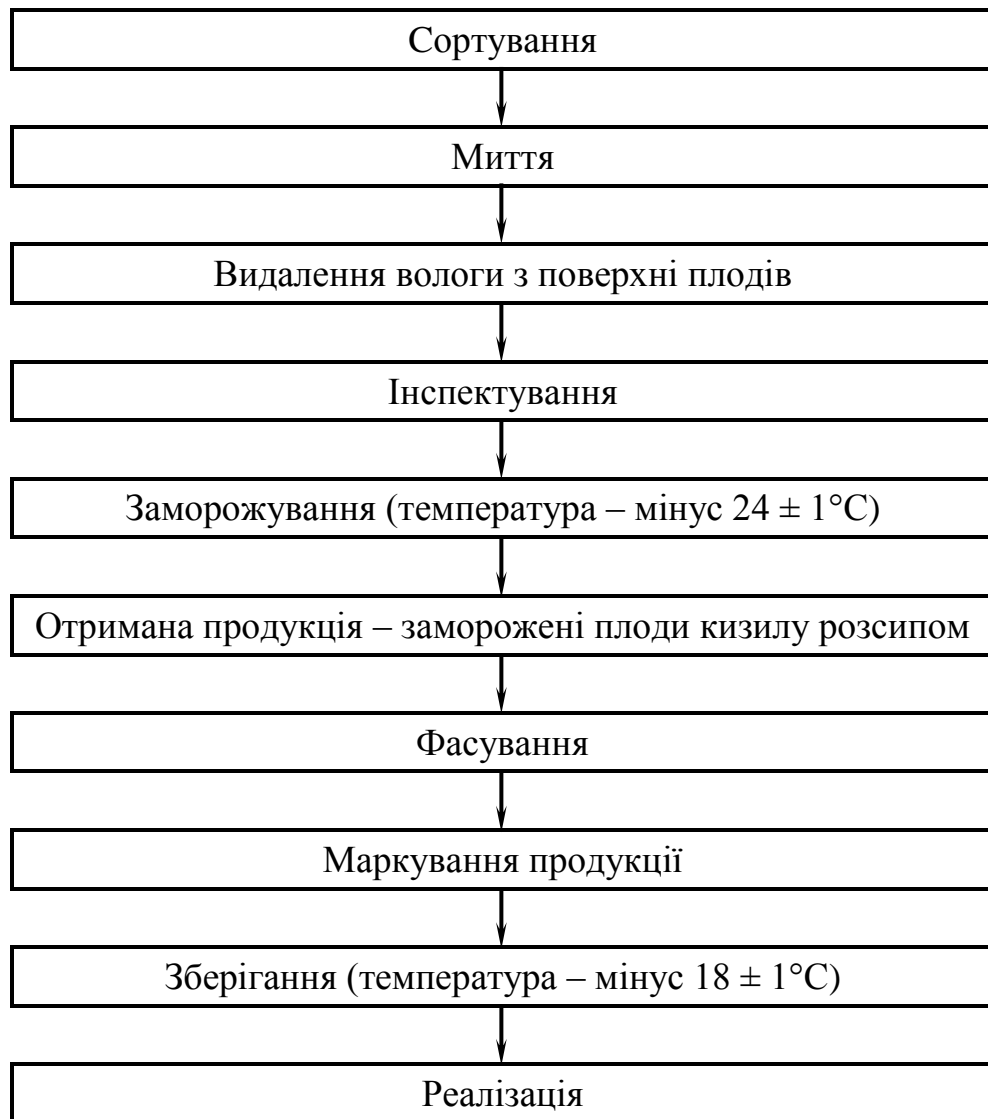 Сортування
Миття
Видалення вологи з поверхні плодів
Інспектування
Заморожування (температура – мінус 24 ± 1°С)
Отримана продукція – заморожені плоди кизилу розсипом
Фасування
Маркування продукції
Зберігання (температура – мінус 18 ± 1°С)
Реалізація